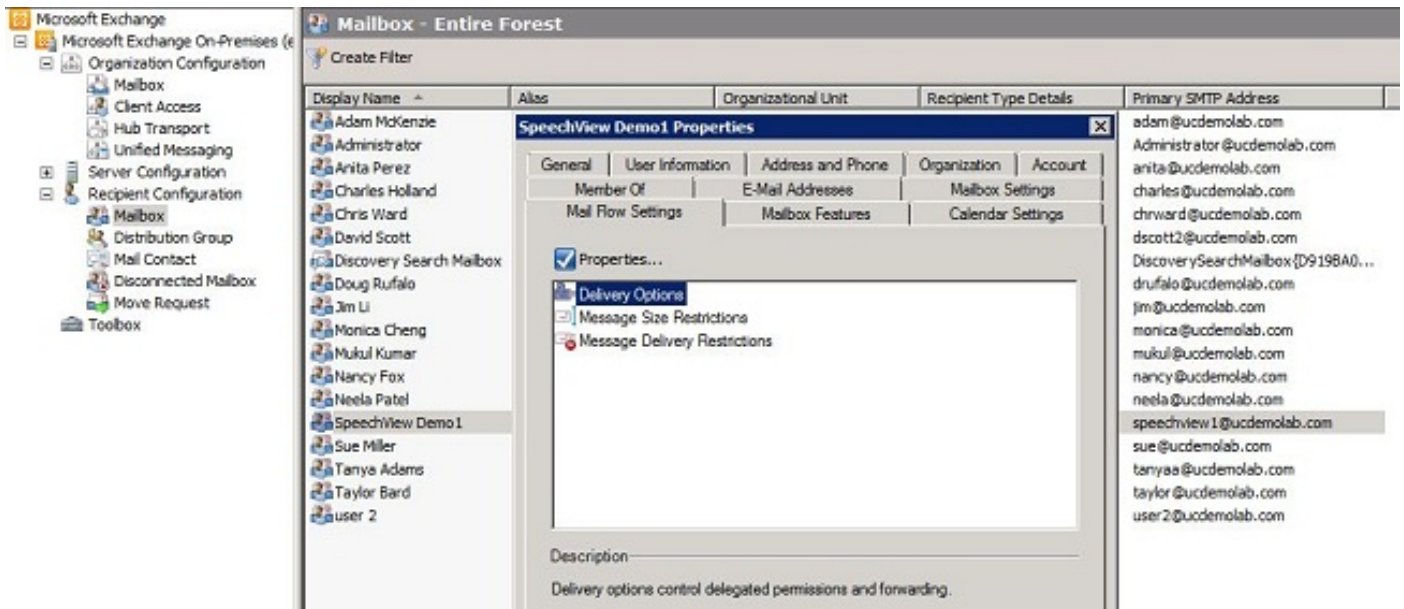 Microsoft Exchange
Microsoft Exchange On-Premises (e
Organization Configuration
Mailbox
Client Access
Hub Transport
Unified Messaging
Server Configuration
Recipient Configuration
Mailbox
Distribution Group
Mail Contact
Disconnected Mailbox
Move Request
Toolbox
Mailbox - Entire Forest
Create Filter
Display Name Alias Organizational Unit Recipient Type Details Primary SMTP Address
Adam McKenzie adam@ucdemolab.com
Administrator Administrator@ucdemolab.com
Anita Perez anita@ucdemolab.com
Charles Holland charles@ucdemolab.com
Chris Ward chrward@ucdemolab.com
David Scott dscott2@ucdemolab.com
Discovery Search Mailbox DiscoverySearchMailbox{D919BA0...
Doug Rufalo drufalo@ucdemolab.com
Jim Li jim@ucdemolab.com
Monica Cheng monica@ucdemolab.com
Mukul Kumar mukul@ucdemolab.com
Nancy Fox nancy@ucdemolab.com
Neela Patel neela@ucdemolab.com
SpeechView Demo1 speechview1@ucdemolab.com
Sue Miller sue@ucdemolab.com
Tanya Adams tanyaa@ucdemolab.com
Taylor Bard taylor@ucdemolab.com
user 2 user2@ucdemolab.com
SpeechView Demo1 Properties
General User Information Address and Phone Organization Account
Member Of E-Mail Addresses Mailbox Settings
Mail Flow Settings Mailbox Features Calendar Settings
Properties...
Delivery Options
Message Size Restrictions
Message Delivery Restrictions
Description
Delivery options control delegated permissions and forwarding.